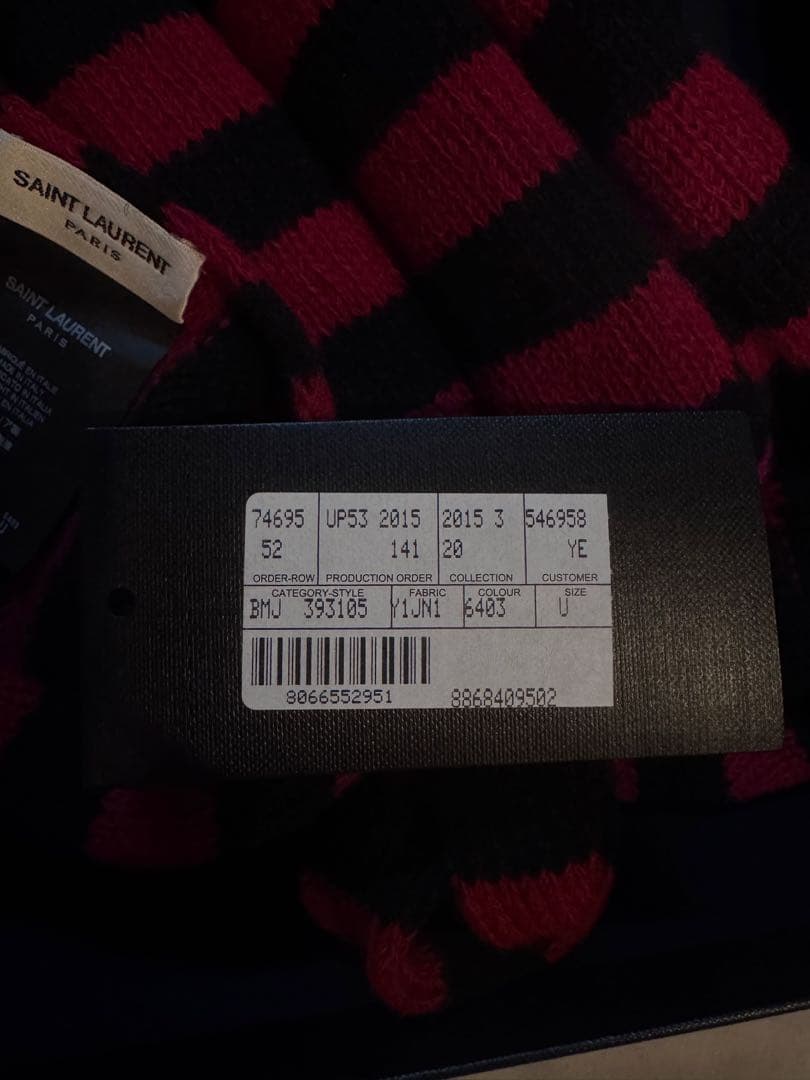 SAINT LAURENT
PARIS
SAINT LAURENT
PARIS
74695 UP53 2015 2015 3 546958
52 141 20 YE
ORDER-ROW PRODUCTION ORDER COLLECTION CUSTOMER
CATEGORY-STYLE FABRIC COLOUR SIZE
BMJ 393105 Y1JN1 6403 U
8066552951 8868409502